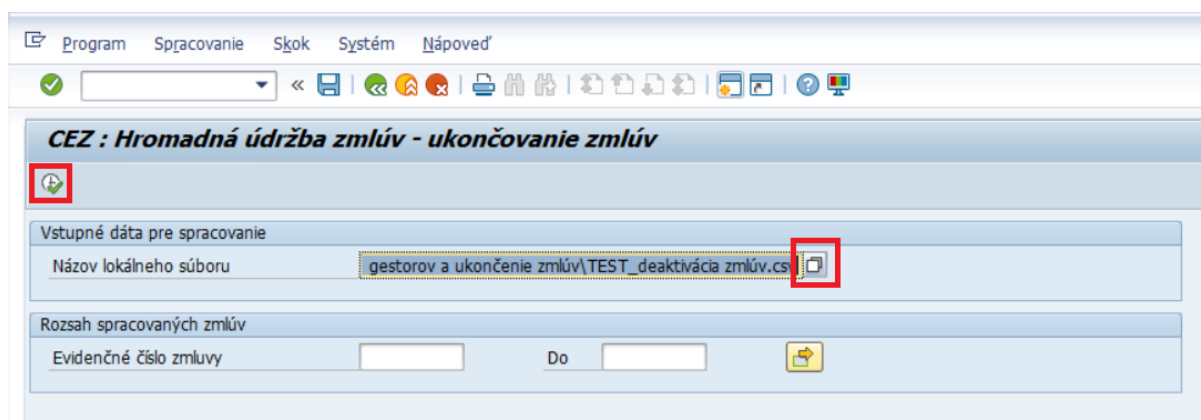 Program Spracovanie Skok Systém Nápoveď
CEZ : Hromadná údržba zmlúv - ukončovanie zmlúv
Vstupné dáta pre spracovanie
Názov lokálneho súboru gestorov a ukončenie zmlúv\TEST_deaktivácia zmlúv.csv
Rozsah spracovaných zmlúv
Evidenčné číslo zmluvy Do